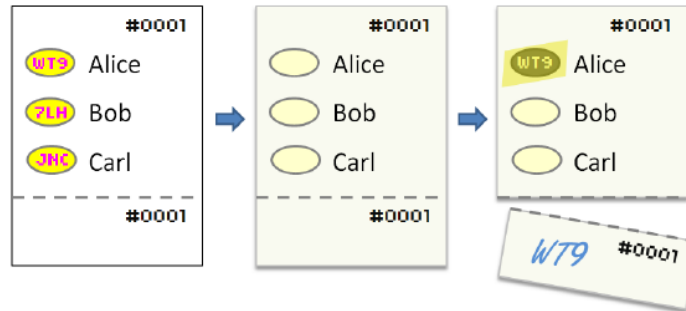 #0001
WT9 Alice
7LH Bob
JNC Carl
#0001
#0001
Alice
Bob
Carl
#0001
#0001
WT9 Alice
Bob
Carl
WT9 #0001